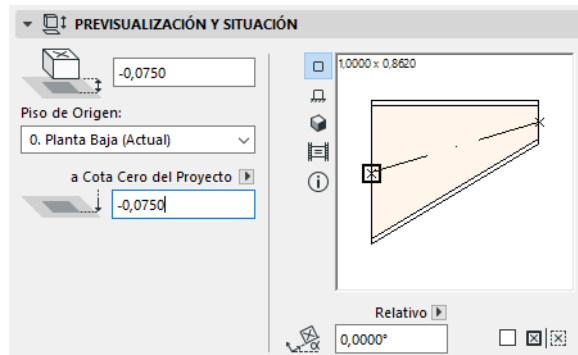 PREVISUALIZACIÓN Y SITUACIÓN
-0,0750
Piso de Origen:
0. Planta Baja (Actual)
a Cota Cero del Proyecto
-0,0750
1,0000 x 0,8620
Relativo
α
0,0000°